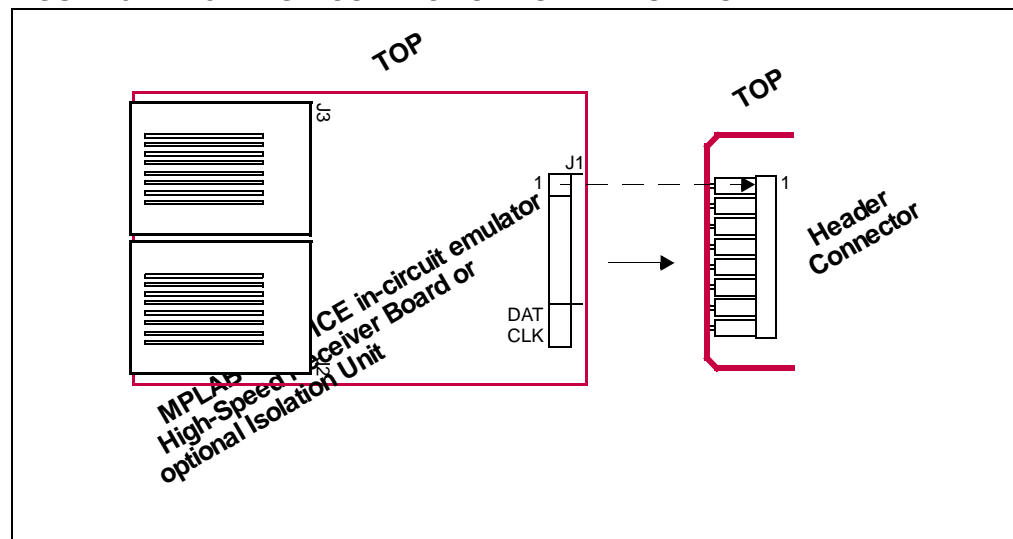 TOP
TOP
J3
J1
1
1
Header
Connector
DAT
CLK
J2
MPLAB ICE in-circuit emulator
High-Speed Receiver Board or
optional Isolation Unit